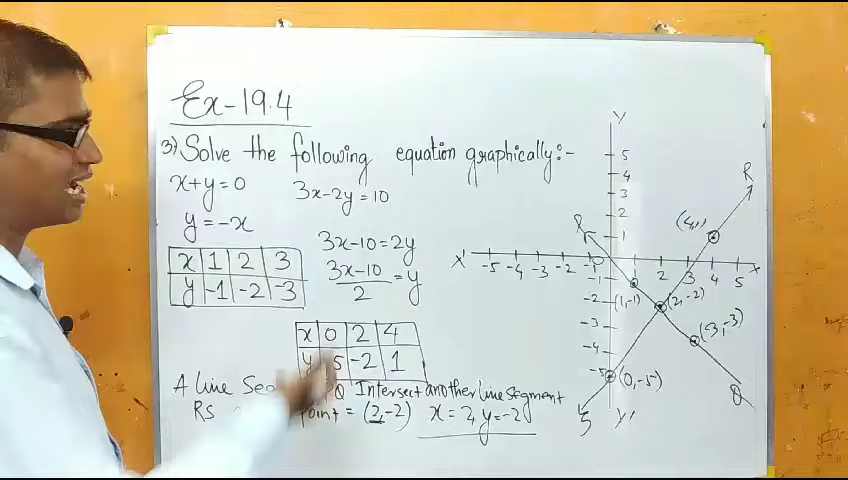 Ex-19.4
3) Solve the following equation graphically:-
x+y=0 3x-2y=10
y=-x
3x-10=2y
3x-10/2=y
x 1 2 3
y -1 -2 -3
x 0 2 4
y 5 -2 1
A line Intersect another line segment
RS Point = (2,-2) x=2, y=-2
Y
5
4
3
2
1
R
(4,1)
P
X' -5 -4 -3 -2 -1 0 2 3 4 5 X
-1
-2
-3
-4
-5
(1,-1)
(2,-2)
(3,-3)
(0,-5)
Q
S
Y'